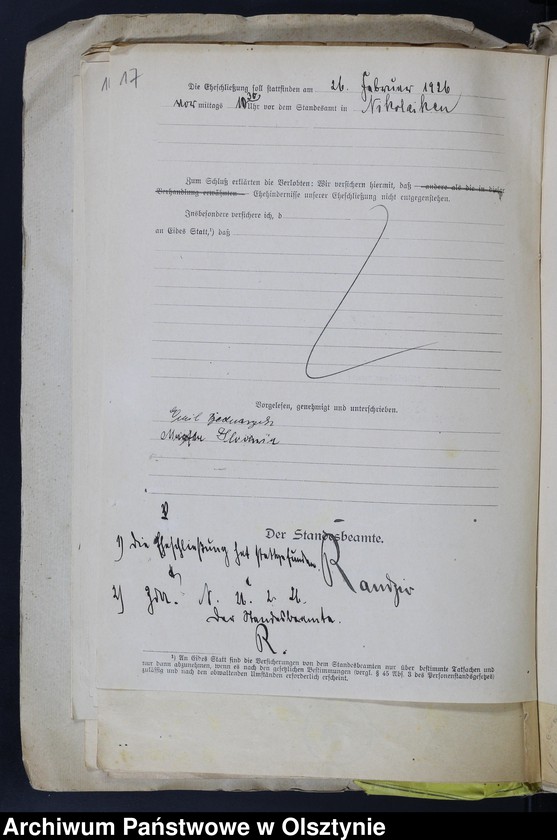 17
Die Eheschließung soll stattfinden am 26. Februar 1926
vormittags 10 30 Uhr vor dem Standesamt in Nikolaiken
Zum Schluß erklärten die Verlobten: Wir versichern hiermit, daß andere als die in dieser
Verhandlung erwähnten Ehehindernisse unserer Eheschließung nicht entgegenstehen.
Insbesondere versichere ich, d
an Eides Statt,¹) daß
Vorgelesen, genehmigt und unterschrieben.
Emil
Der Standesbeamte.
1) Die Eheschließung hat stattgefunden.
2) N.
Der Standesbeamte.
R.
¹) An Eides Statt sind die Versicherungen von dem Standesbeamten nur über bestimmte Tatsachen und
nur dann abzunehmen, wenn es nach den gesetzlichen Bestimmungen (vergl. § 45 Abs. 3 des Personenstandsgesetzes)
zulässig und nach den obwaltenden Umständen erforderlich erscheint.
Archiwum Państwowe w Olsztynie